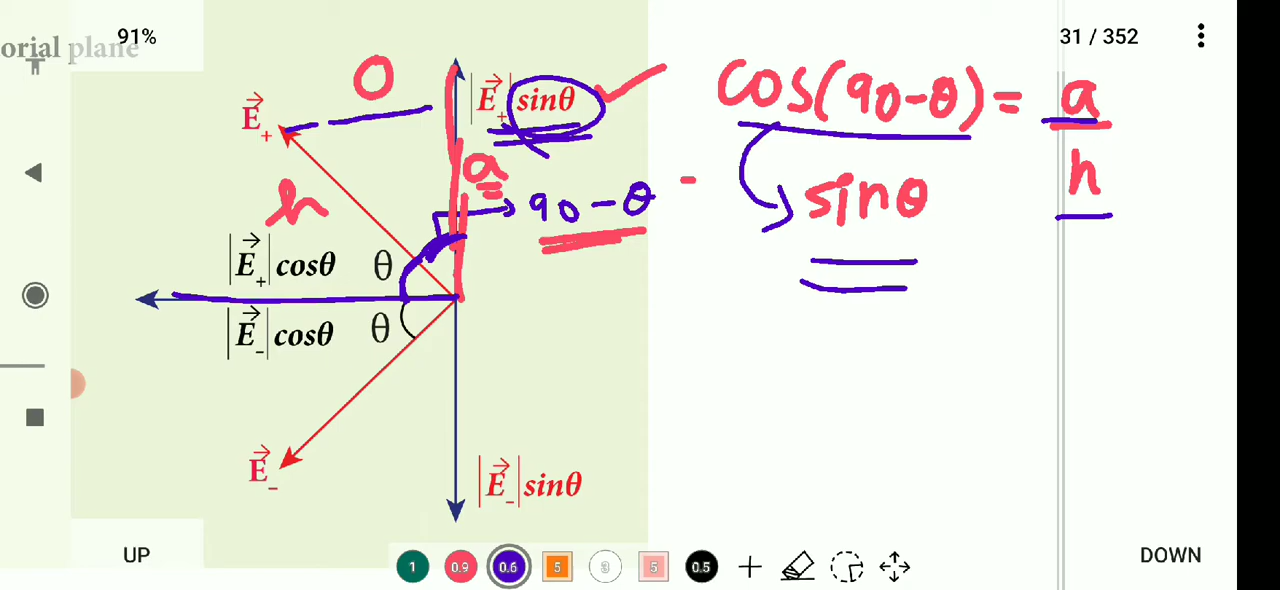 91%
31 / 352
orial plane
O
|E⃗₊| sinθ
cos(90-θ) = a/h
E⃗₊
a
h
90-θ
-
sinθ
|E⃗₊| cosθ
θ
|E⃗₋| cosθ
θ
E⃗₋
|E⃗₋| sinθ
UP
DOWN
1 0.9 0.6 5 3 5 0.5